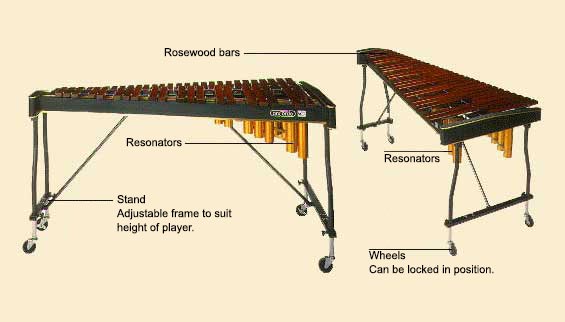 Rosewood bars
Resonators
Resonators
Stand
Adjustable frame to suit
height of player.
Wheels
Can be locked in position.